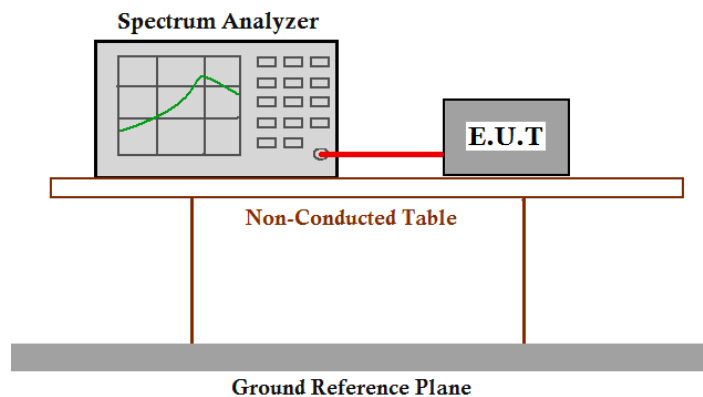 Spectrum Analyzer
E.U.T
Non-Conducted Table
Ground Reference Plane